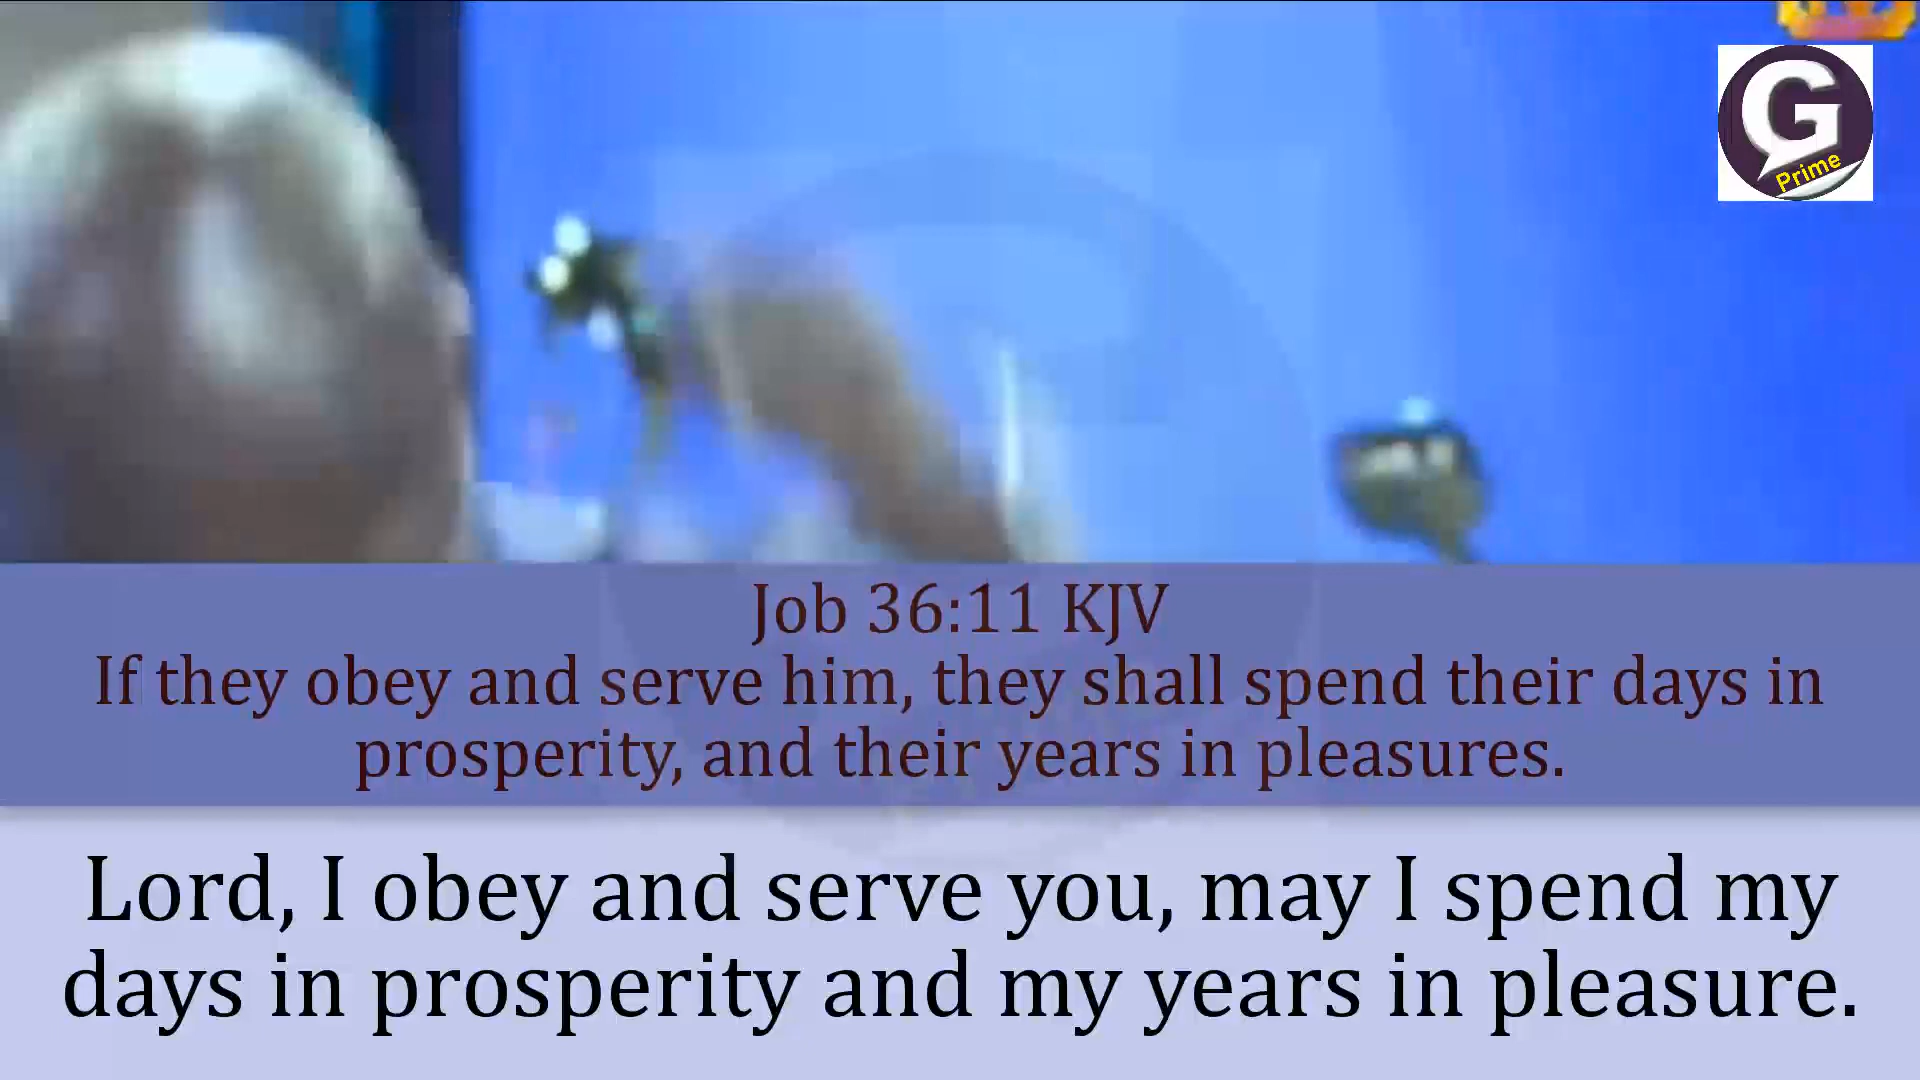 G
Prime
Job 36:11 KJV
If they obey and serve him, they shall spend their days in
prosperity, and their years in pleasures.
Lord, I obey and serve you, may I spend my
days in prosperity and my years in pleasure.